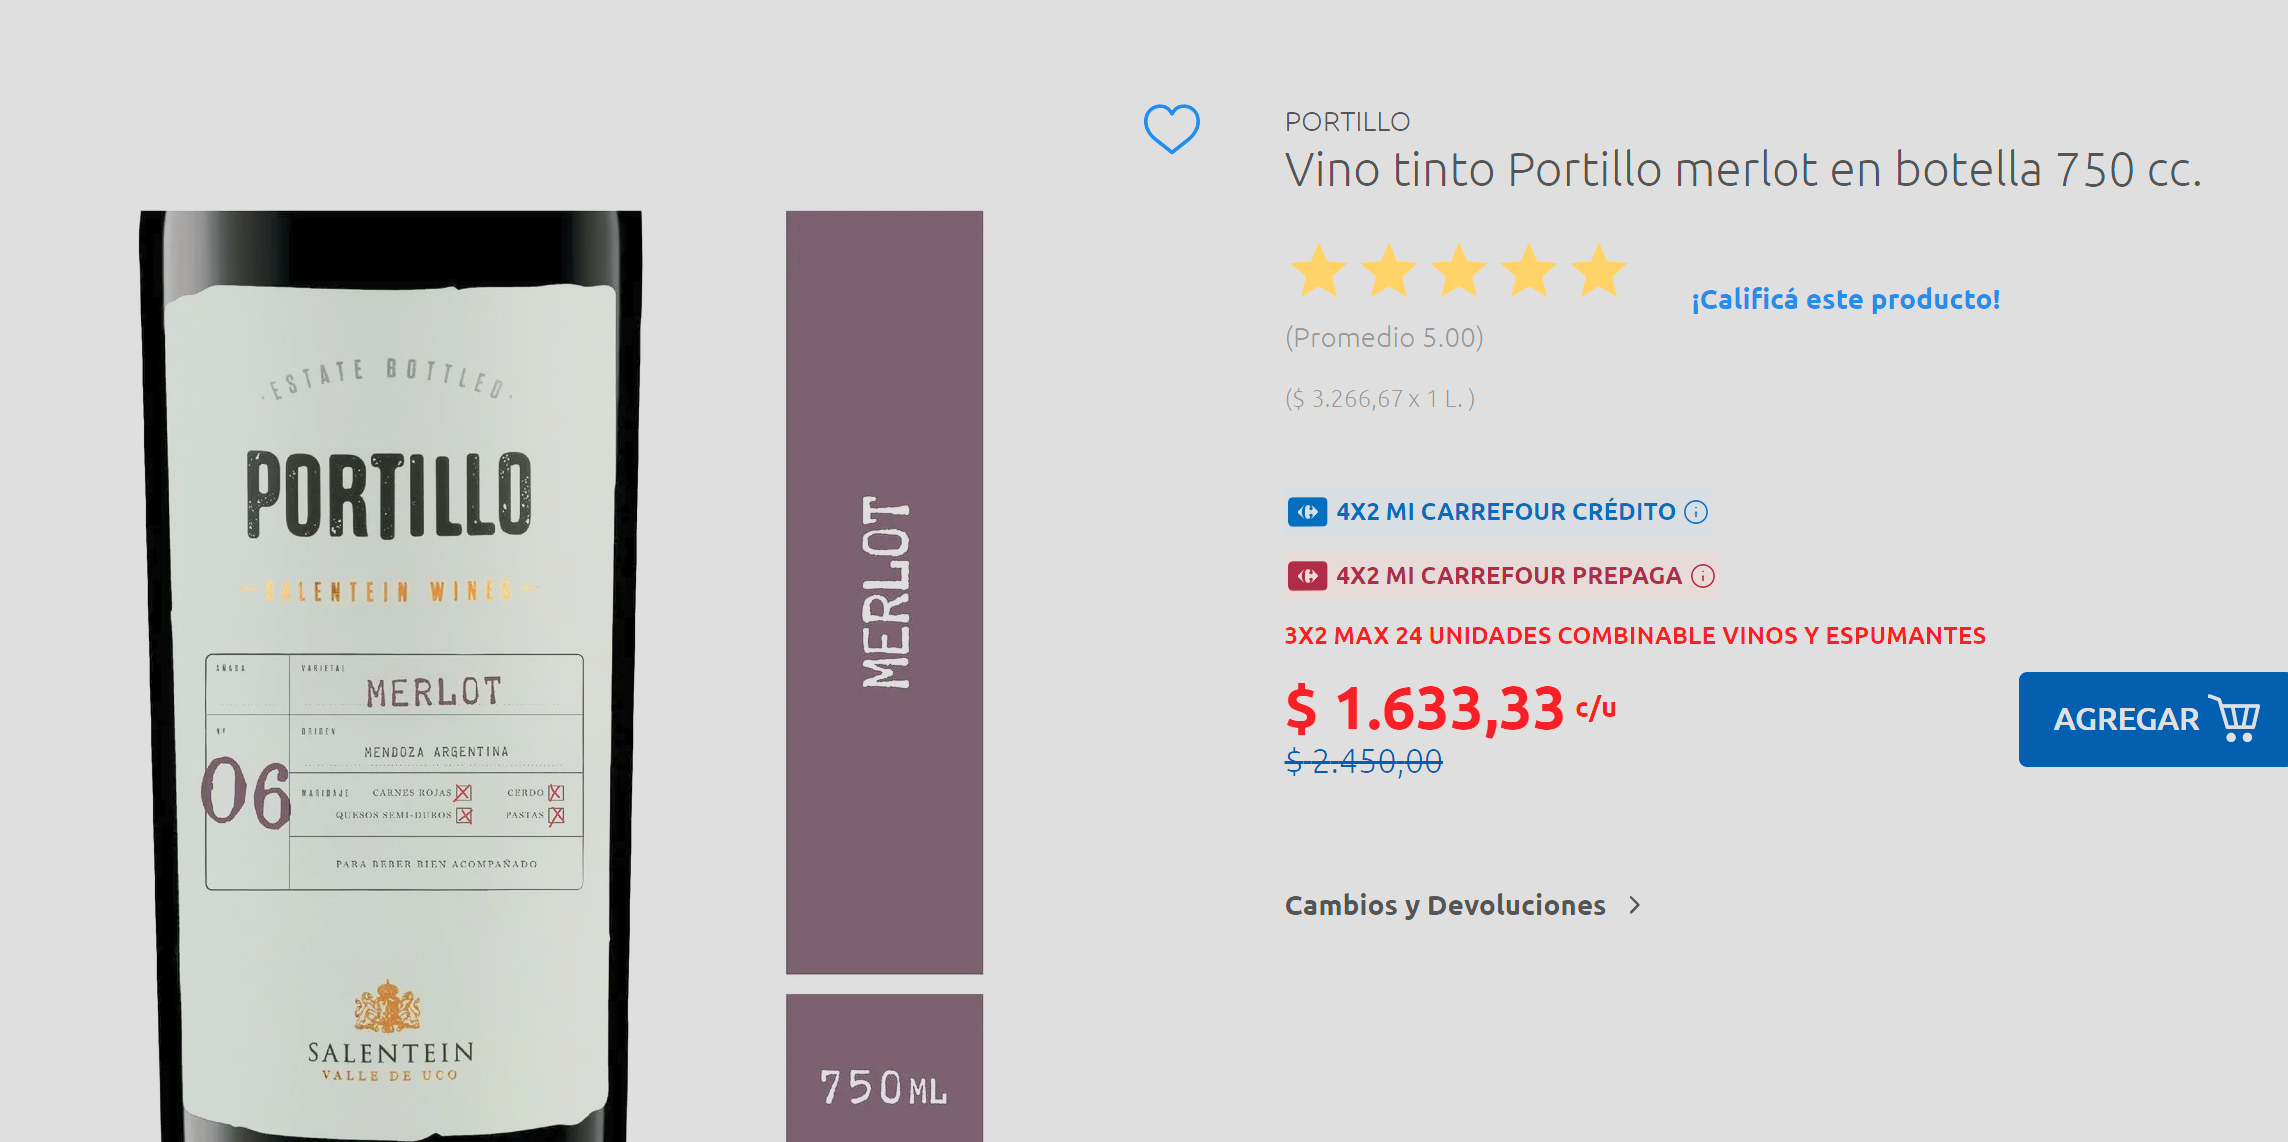 ESTATE BOTTLED
PORTILLO
SALENTEIN WINES
AÑADA
VARIETAL
MERLOT
Nº
ORIGEN
06
MENDOZA ARGENTINA
MARIDAJE
CARNES ROJAS
CERDO
QUESOS SEMI-DUROS
PASTAS
PARA BEBER BIEN ACOMPAÑADO
SALENTEIN
VALLE DE UCO
MERLOT
750ML
PORTILLO
Vino tinto Portillo merlot en botella 750 cc.
¡Calificá este producto!
(Promedio 5.00)
($ 3.266,67 x 1 L. )
4X2 MI CARREFOUR CRÉDITO
4X2 MI CARREFOUR PREPAGA
3X2 MAX 24 UNIDADES COMBINABLE VINOS Y ESPUMANTES
$ 1.633,33 c/u
$ 2.450,00
AGREGAR
Cambios y Devoluciones